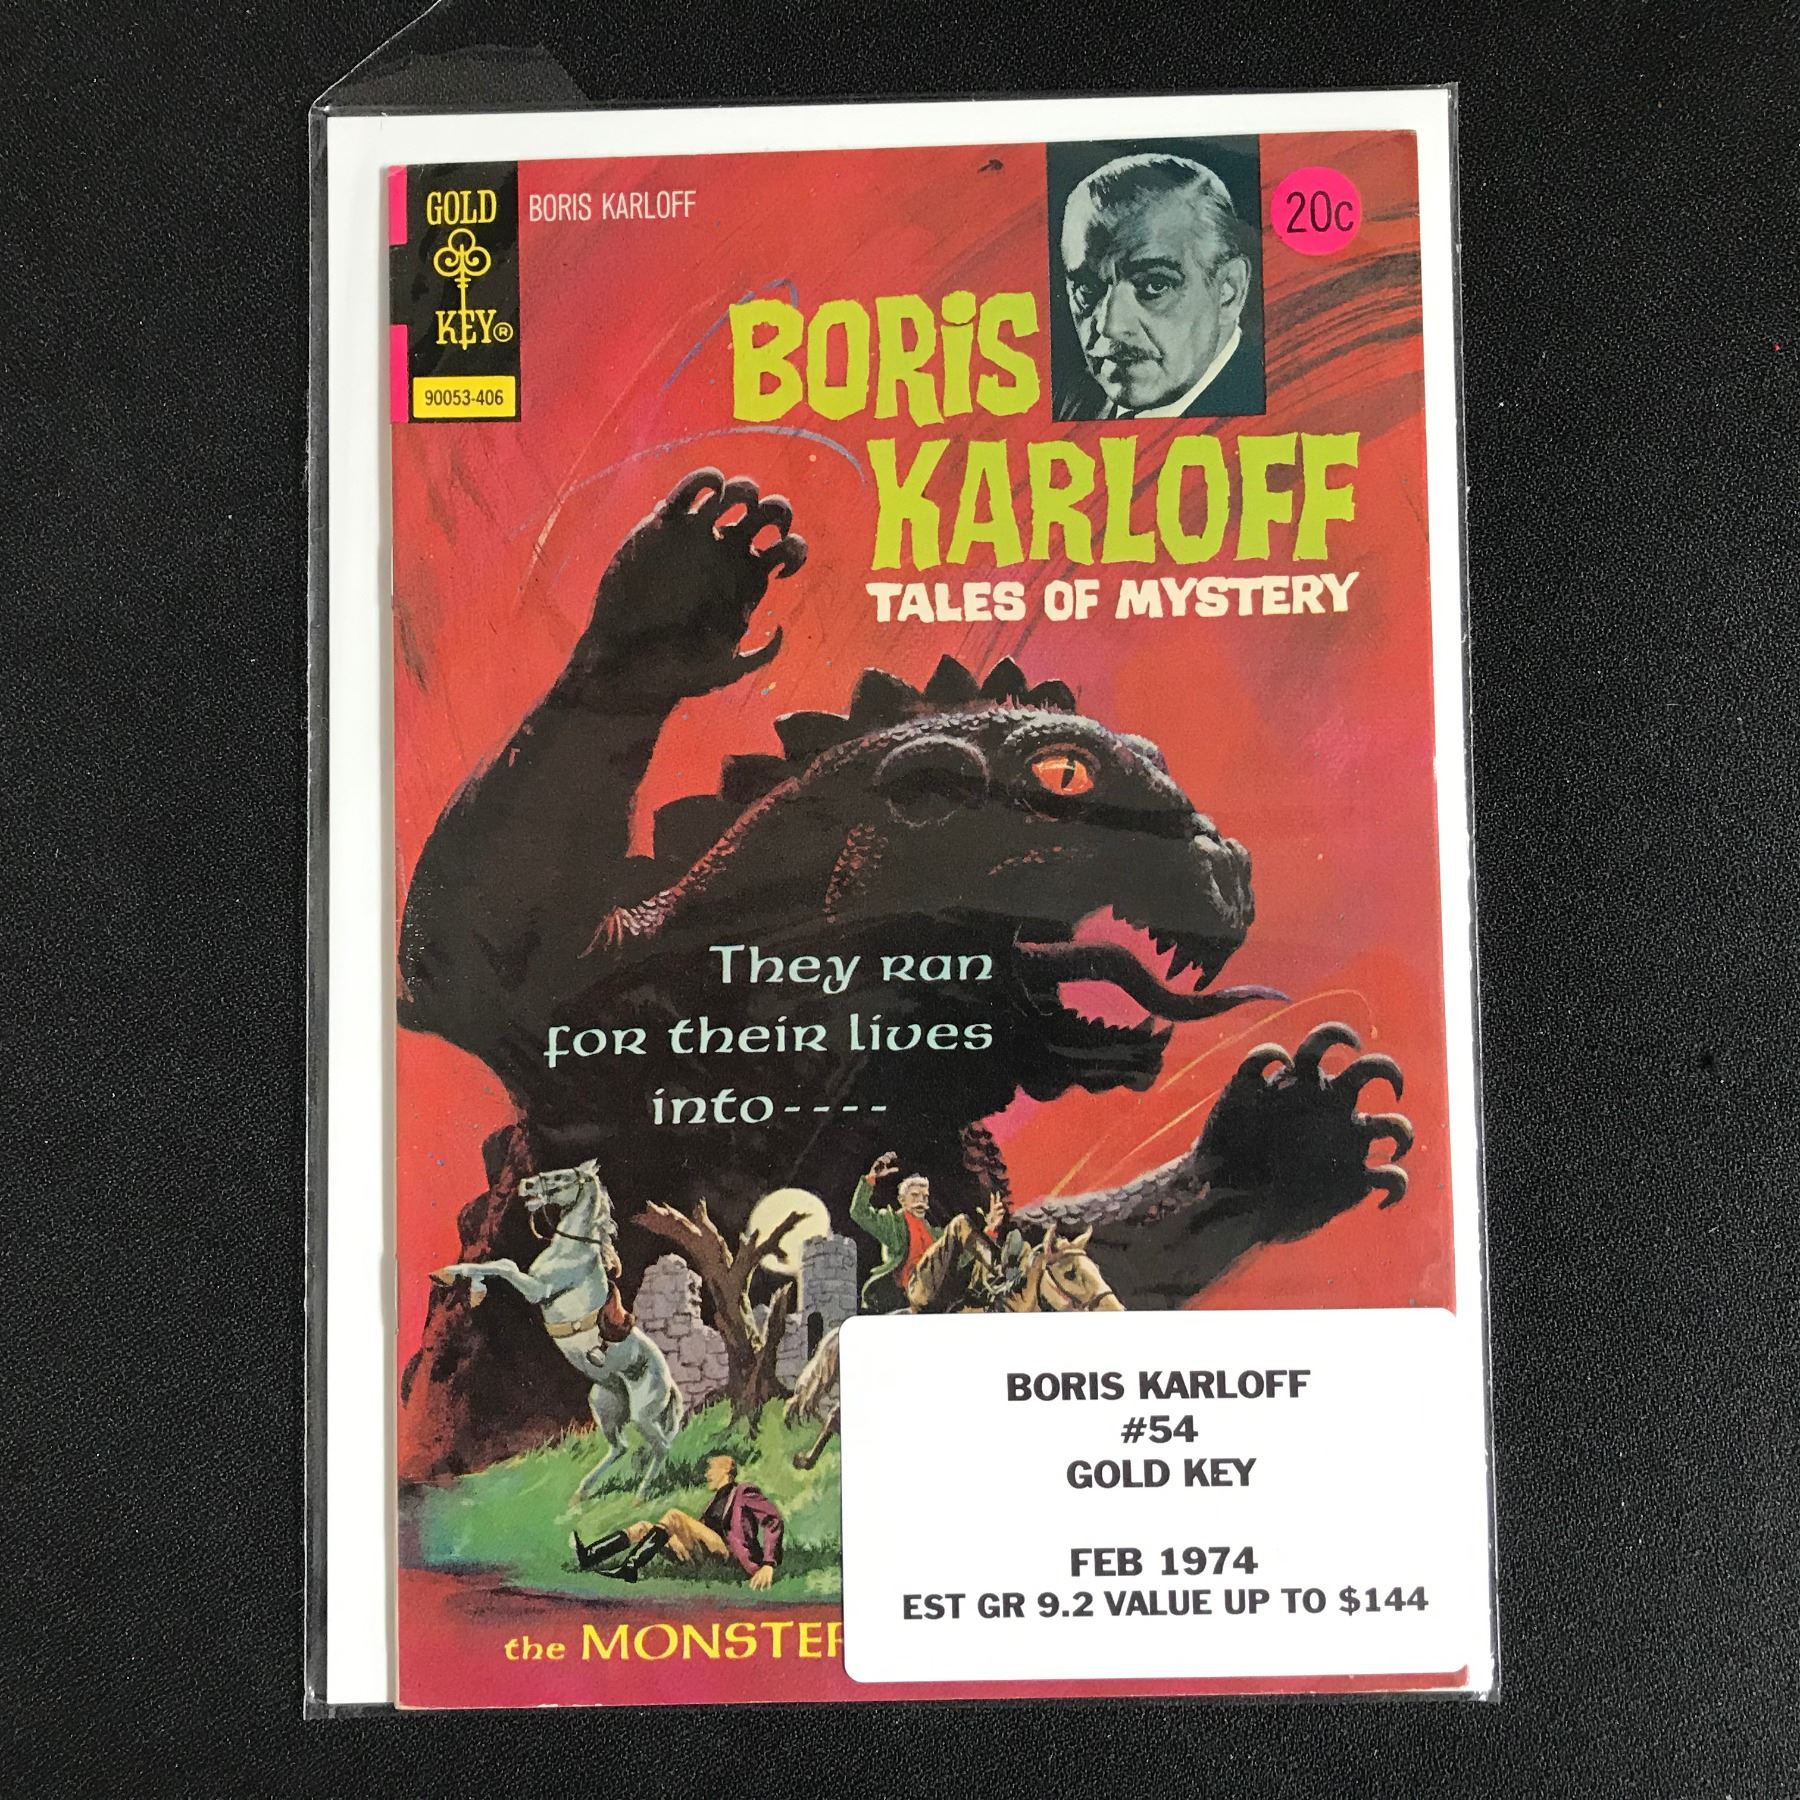 GOLD
KEY®
BORIS KARLOFF
20c
90053-406
BORiS
KARLOFF
TALES OF MYSTERY
They ran
for their lives
into----
the MONSTER
BORIS KARLOFF
#54
GOLD KEY
FEB 1974
EST GR 9.2 VALUE UP TO $144